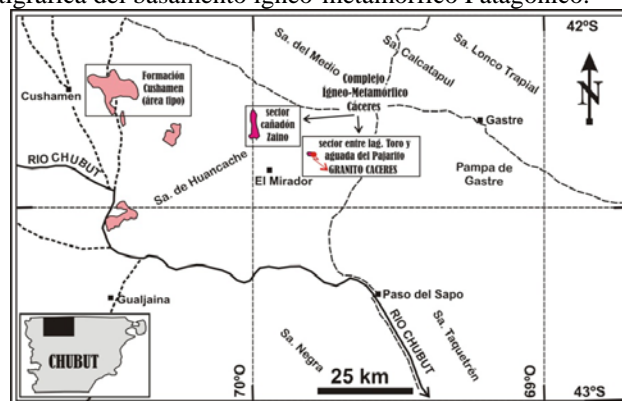 tigráfica del basamento ígneo-metamórfico Patagónico.
42°S
Sa. del Medio
Sa. Calcatapul
Sa. Lonco Trapial
Cushamen
Formación
Cushamen
(área tipo)
Complejo
Ígneo-Metamórfico
Cáceres
N
sector
cañadón
Zaino
Gastre
sector entre lag. Toro y
aguada del Pajarito
GRANITO CACERES
RIO CHUBUT
Sa. de Huancache
El Mirador
Pampa de
Gastre
Gualjaina
Paso del Sapo
CHUBUT
Sa. Negra
RIO CHUBUT
Sa. Taquetrén
70°O
25 km
69°O
43°S